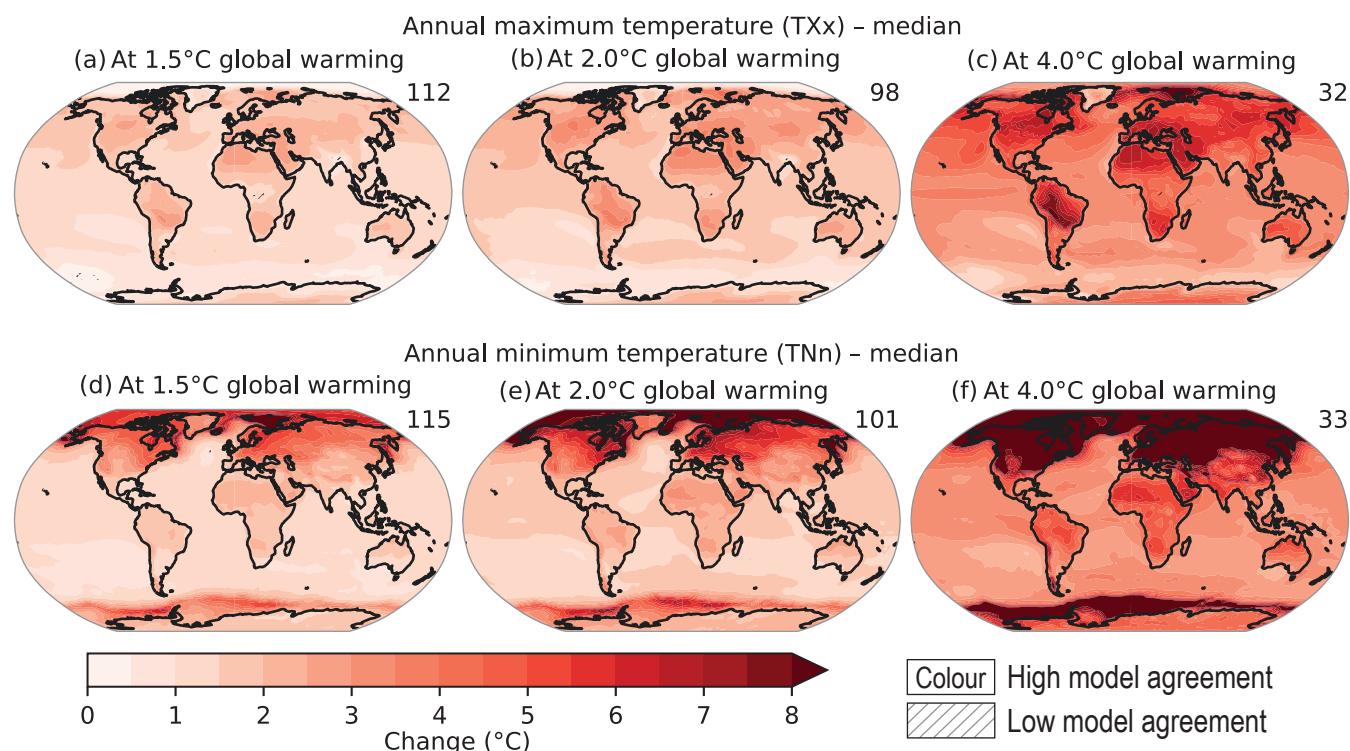 Annual maximum temperature (TXx) – median
(a) At 1.5°C global warming
112
(b) At 2.0°C global warming
98
(c) At 4.0°C global warming
32
Annual minimum temperature (TNn) – median
(d) At 1.5°C global warming
115
(e) At 2.0°C global warming
101
(f) At 4.0°C global warming
33
0 1 2 3 4 5 6 7 8
Change (°C)
Colour High model agreement
Low model agreement